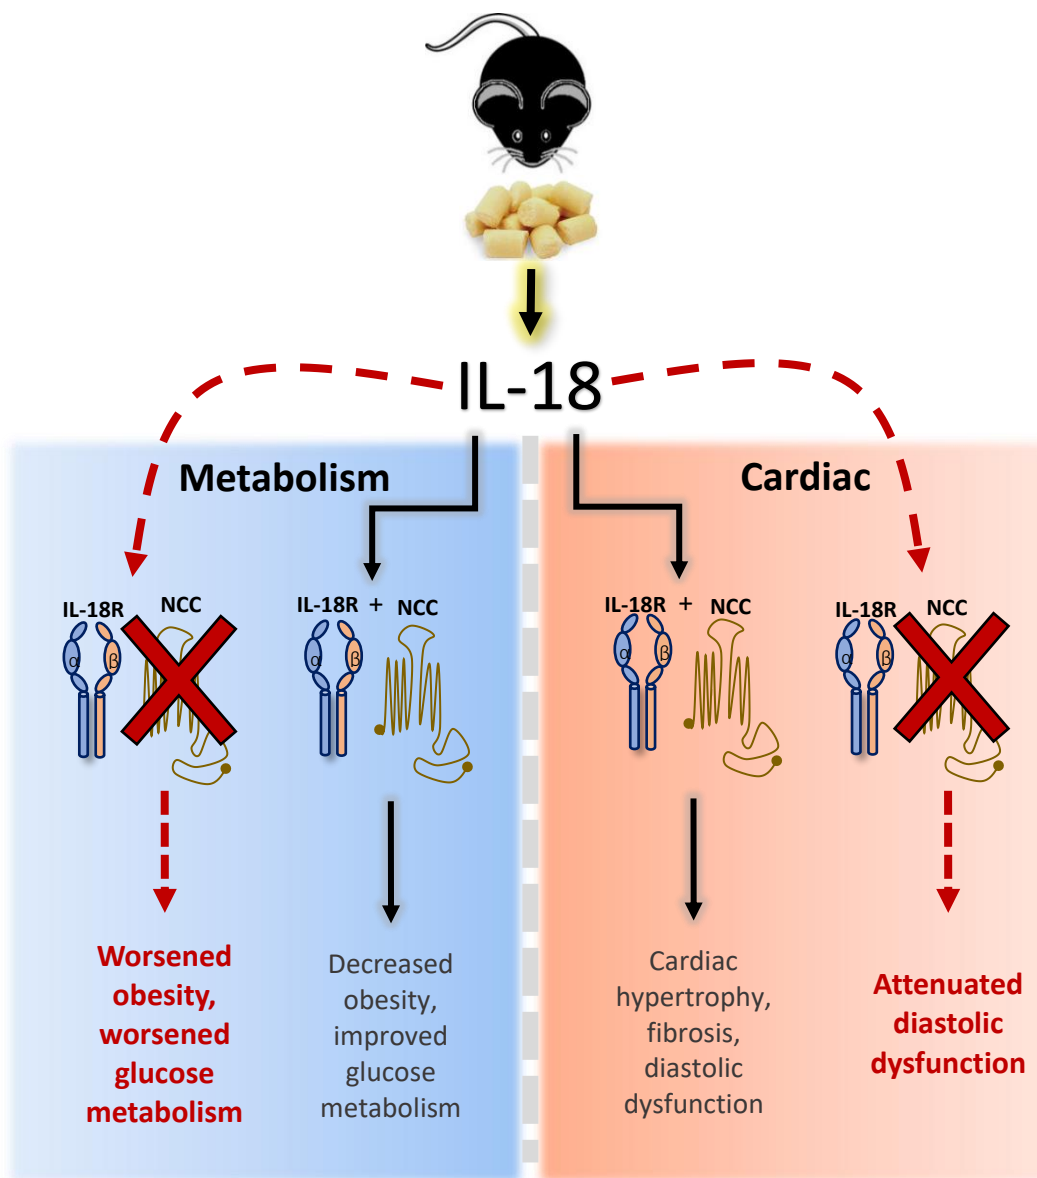 IL-18
Metabolism
Cardiac
IL-18R NCC
α β
IL-18R + NCC
α β
IL-18R + NCC
α β
IL-18R NCC
α β
Worsened
obesity,
worsened
glucose
metabolism
Decreased
obesity,
improved
glucose
metabolism
Cardiac
hypertrophy,
fibrosis,
diastolic
dysfunction
Attenuated
diastolic
dysfunction